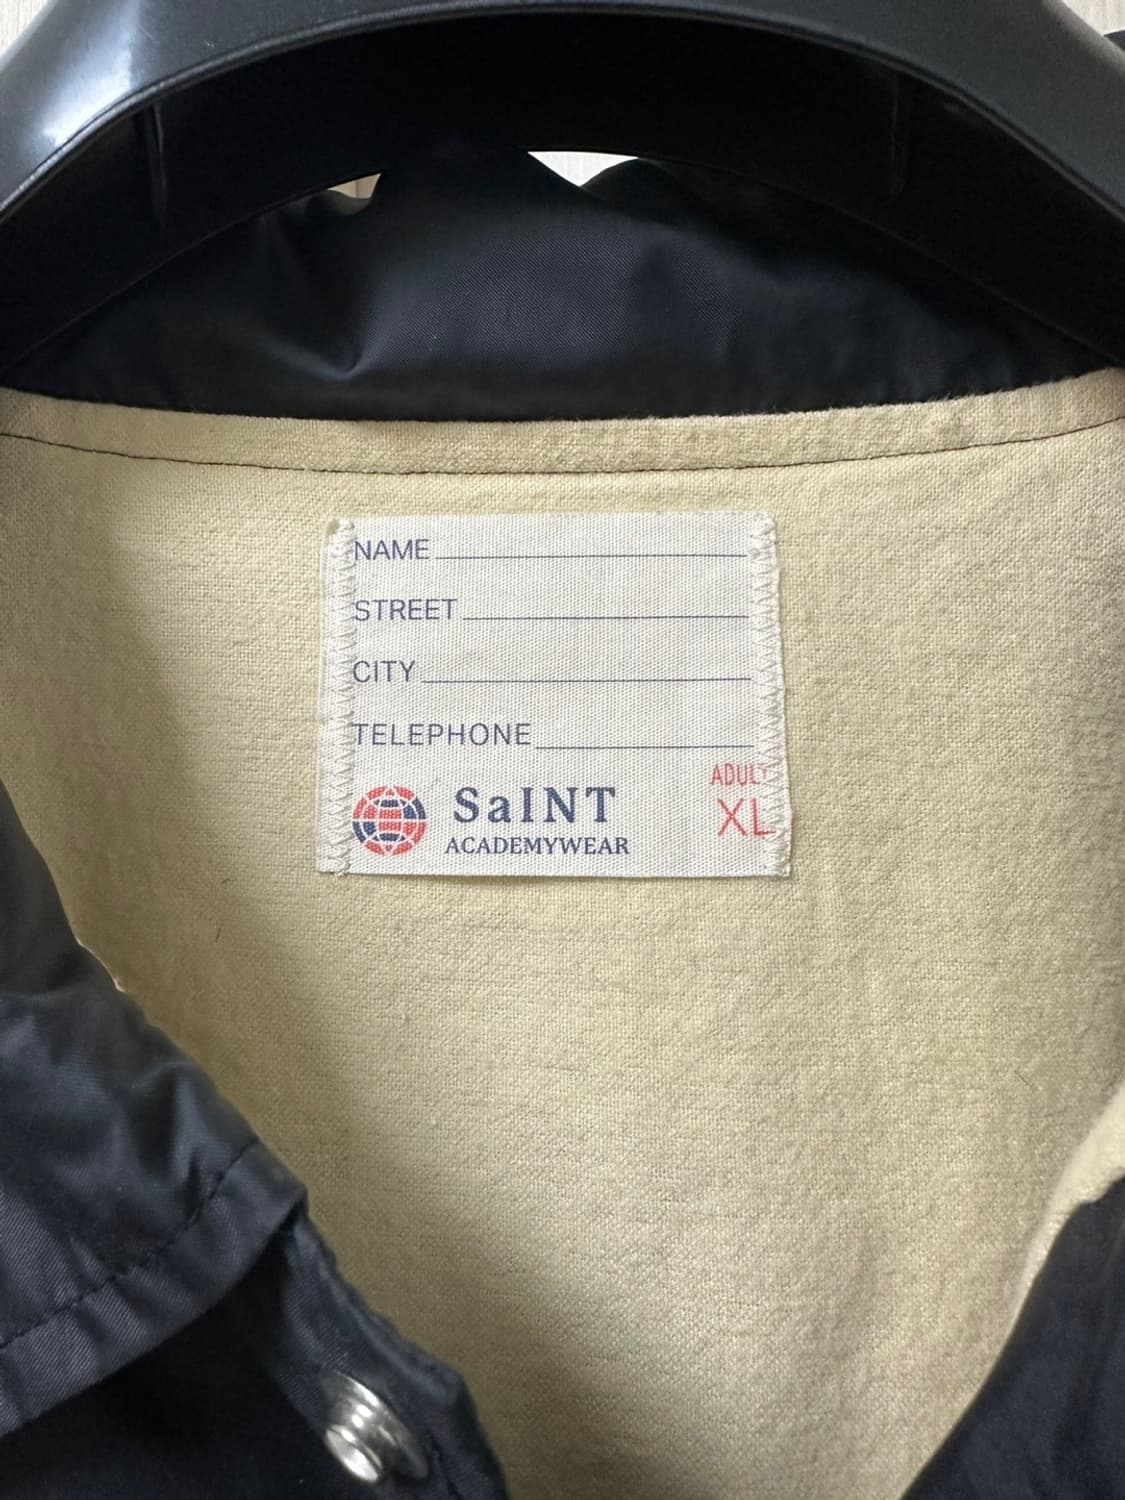 NAME
STREET
CITY
TELEPHONE
ADULT
XL
SaINT
ACADEMYWEAR